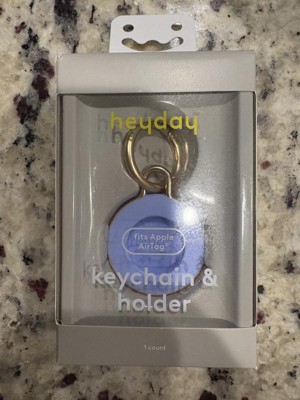 heyday
fits Apple
AirTag
keychain &
holder
1 count